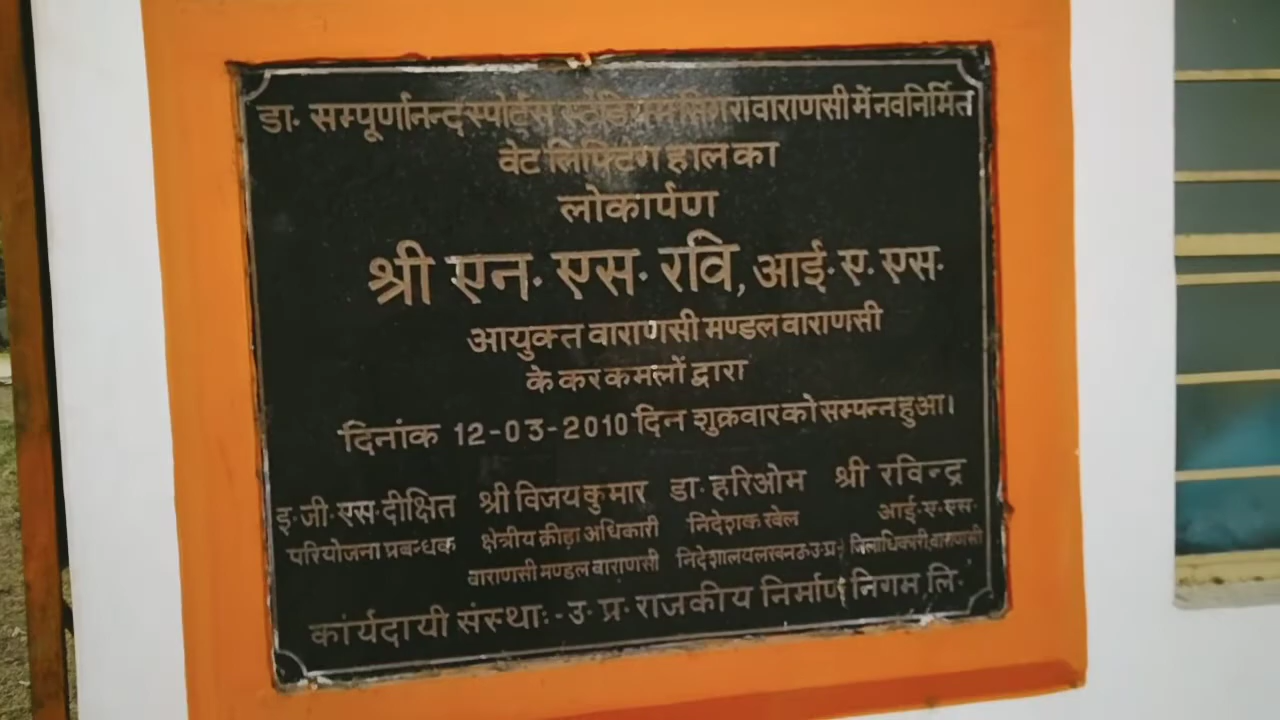 डा॰ सम्पूर्णानन्द स्पोर्ट्स स्टेडियम सिगरा वाराणसी में नवनिर्मित
वेट लिफ्टिंग हाल का
लोकार्पण
श्री एन॰ एस॰ रवि, आई॰ ए॰ एस॰
आयुक्त वाराणसी मण्डल वाराणसी
के कर कमलों द्वारा
दिनांक 12-03-2010 दिन शुक्रवार को सम्पन्न हुआ।
इ॰ जी॰ एस॰ दीक्षित श्री विजय कुमार डा॰ हरिओम श्री रविन्द्र
परियोजना प्रबन्धक क्षेत्रीय क्रीड़ा अधिकारी निदेशक खेल आई॰ ए॰ एस॰
वाराणसी मण्डल वाराणसी निदेशालय लखनऊ उ॰ प्र॰ जिलाधिकारी, वाराणसी
कांर्यदायी संस्थाः- उ॰ प्र॰ राजकीय निर्माण निगम लि॰